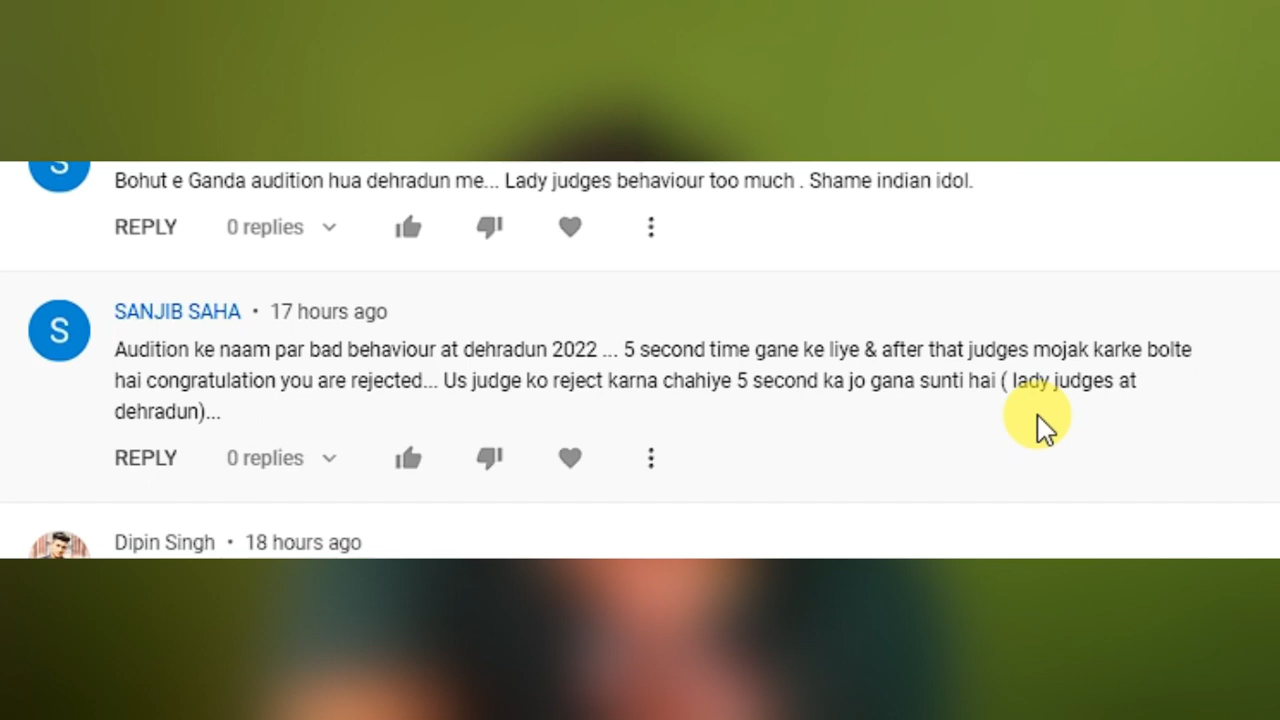 S
Bohut e Ganda audition hua dehradun me... Lady judges behaviour too much . Shame indian idol.
REPLY 0 replies
S
SANJIB SAHA • 17 hours ago
Audition ke naam par bad behaviour at dehradun 2022 ... 5 second time gane ke liye & after that judges mojak karke bolte
hai congratulation you are rejected... Us judge ko reject karna chahiye 5 second ka jo gana sunti hai ( lady judges at
dehradun)...
REPLY 0 replies
Dipin Singh • 18 hours ago